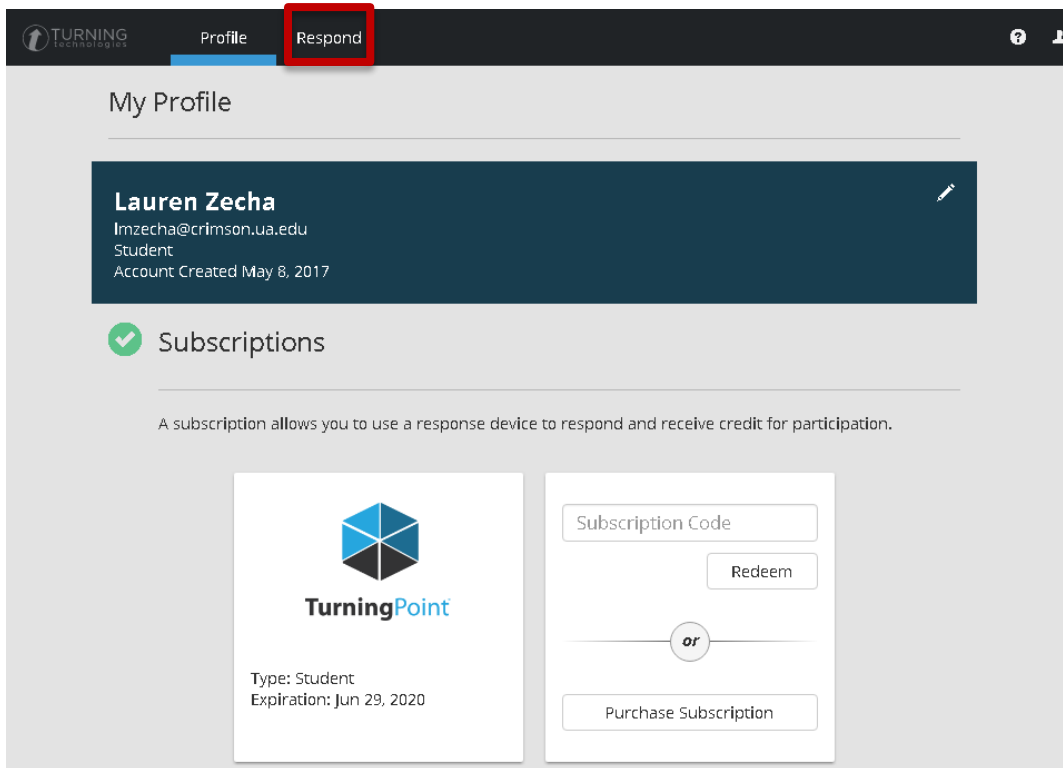 TURNING
technologies
Profile
Respond
?
My Profile
Lauren Zecha
lmzecha@crimson.ua.edu
Student
Account Created May 8, 2017
Subscriptions
A subscription allows you to use a response device to respond and receive credit for participation.
TurningPoint
Type: Student
Expiration: Jun 29, 2020
Subscription Code
Redeem
or
Purchase Subscription